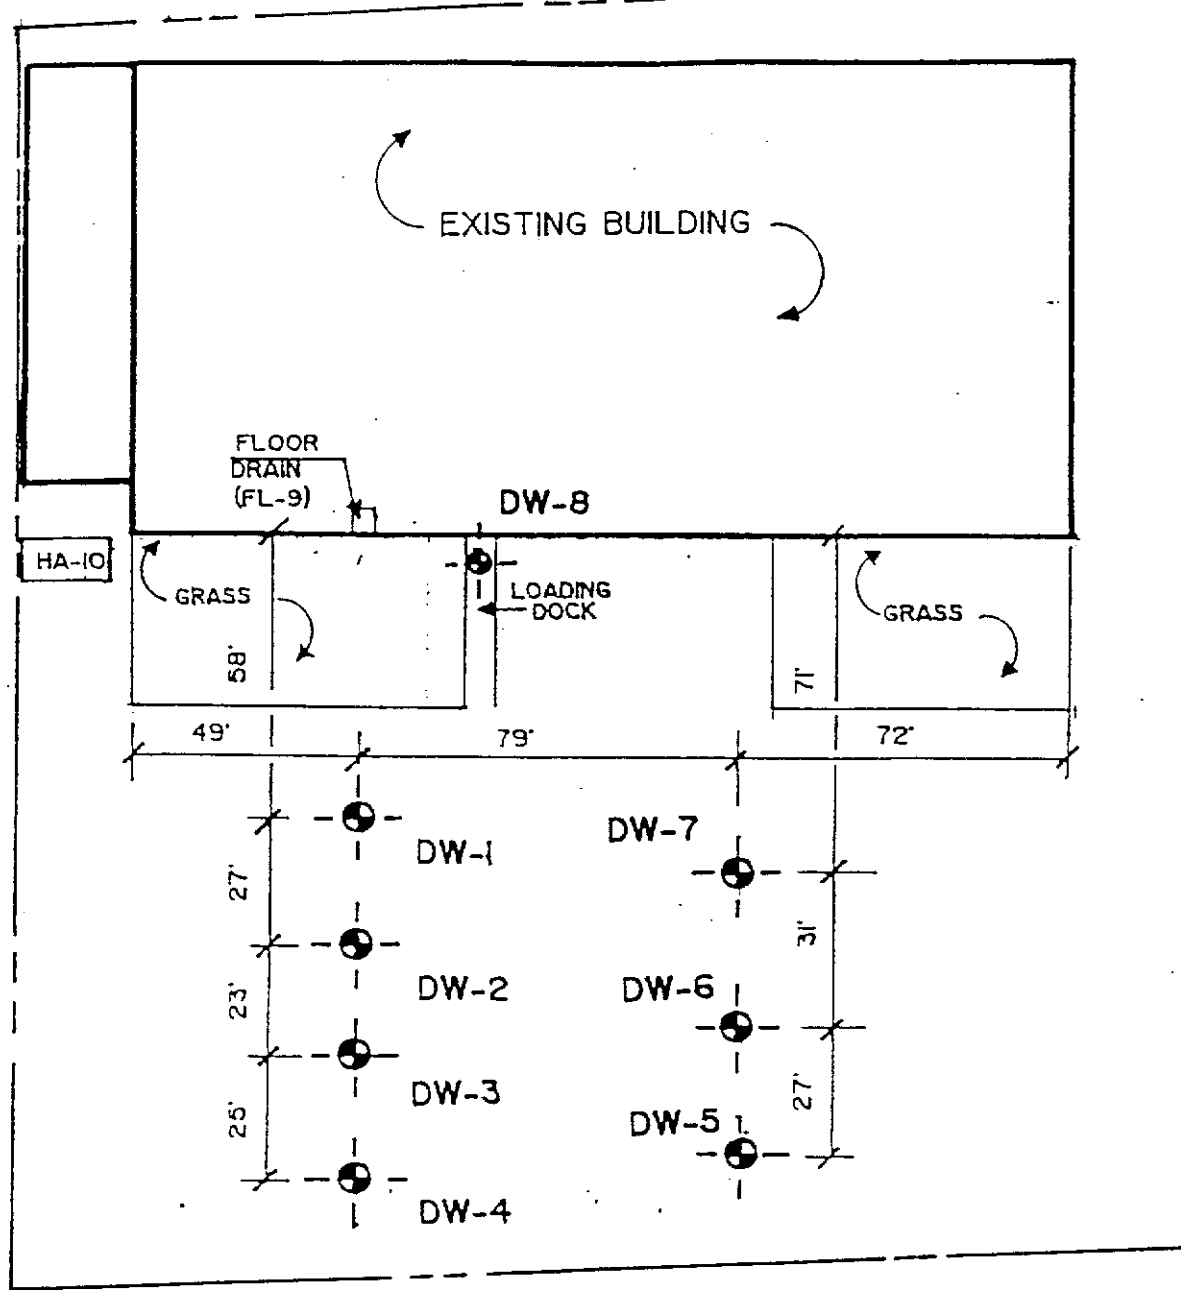 EXISTING BUILDING
FLOOR
DRAIN
(FL-9)
DW-8
HA-10
GRASS
LOADING
DOCK
GRASS
58'
71'
49'
79'
72'
DW-1
DW-7
27'
31'
DW-2
DW-6
23'
DW-3
27'
25'
DW-5
DW-4